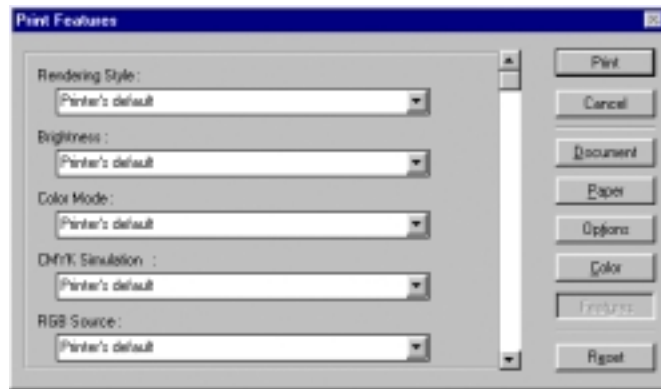 Print Features
Rendering Style :
Printer's default
Brightness :
Printer's default
Color Mode :
Printer's default
CMYK Simulation :
Printer's default
RGB Source :
Printer's default
Print
Cancel
Document
Paper
Options
Color
Features
Reset